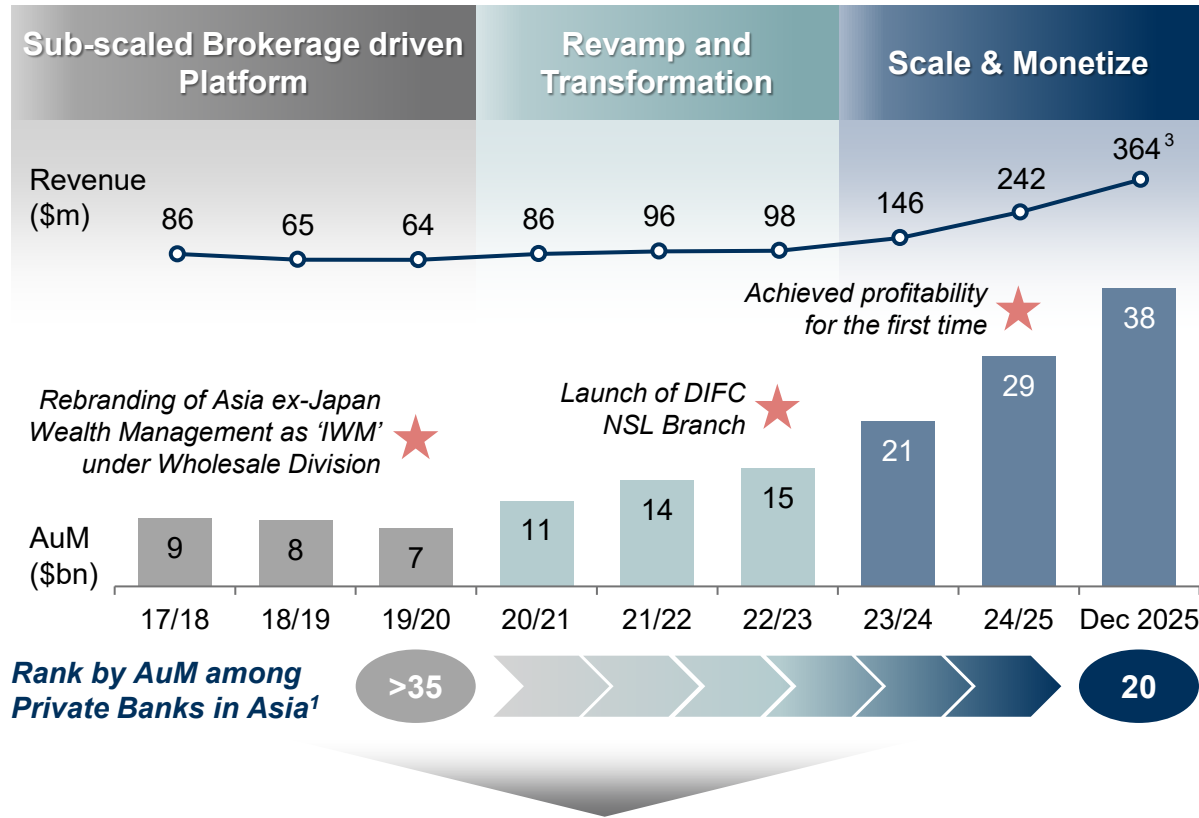 Sub-scaled Brokerage driven
Platform
Revamp and
Transformation
Scale & Monetize
Revenue
($m)
86
65
64
86
96
98
146
242
364 3
Achieved profitability
for the first time
Rebranding of Asia ex-Japan
Wealth Management as ‘IWM’
under Wholesale Division
Launch of DIFC
NSL Branch
AuM
($bn)
9
8
7
11
14
15
21
29
38
17/18
18/19
19/20
20/21
21/22
22/23
23/24
24/25
Dec 2025
Rank by AuM among
Private Banks in Asia1
>35
20